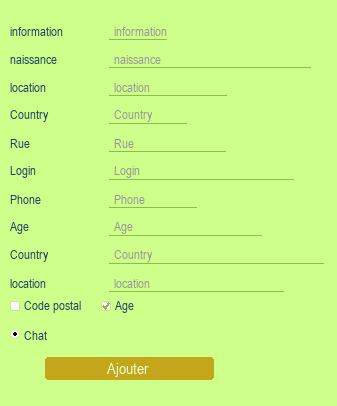 information information
naissance naissance
location location
Country Country
Rue Rue
Login Login
Phone Phone
Age Age
Country Country
location location
Code postal Age
Chat
Ajouter